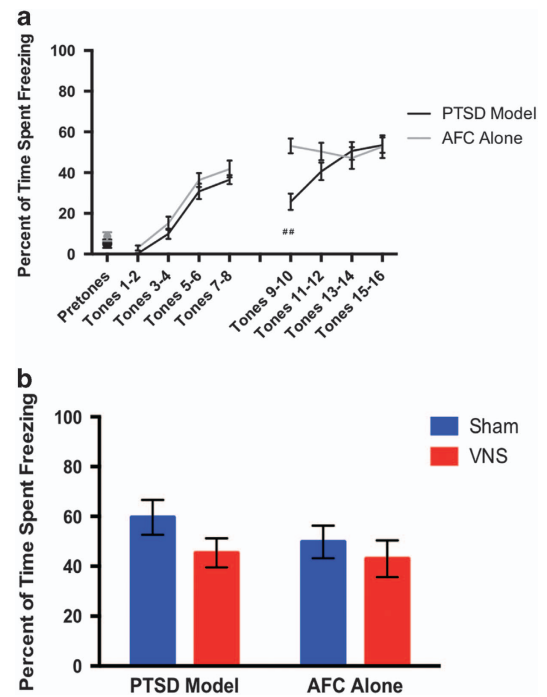 a
Percent of Time Spent Freezing
100
80
60
40
20
0
##
PTSD Model
AFC Alone
Pretones
Tones 1-2
Tones 3-4
Tones 5-6
Tones 7-8
Tones 9-10
Tones 11-12
Tones 13-14
Tones 15-16
b
Percent of Time Spent Freezing
100
80
60
40
20
0
Sham
VNS
PTSD Model
AFC Alone